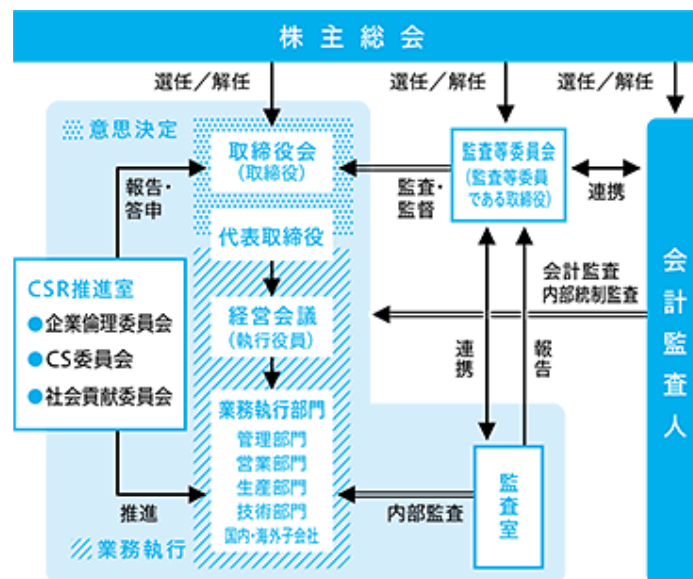 株主総会
選任／解任
選任／解任
選任／解任
意思決定
取締役会
(取締役)
監査等委員会
(監査等委員
である取締役)
報告・
答申
監査・
監督
連携
代表取締役
会計監査
内部統制監査
会計監査人
CSR推進室
●企業倫理委員会
●CS委員会
●社会貢献委員会
経営会議
(執行役員)
連携
報告
業務執行部門
管理部門
営業部門
生産部門
技術部門
国内・海外子会社
監査室
推進
内部監査
業務執行